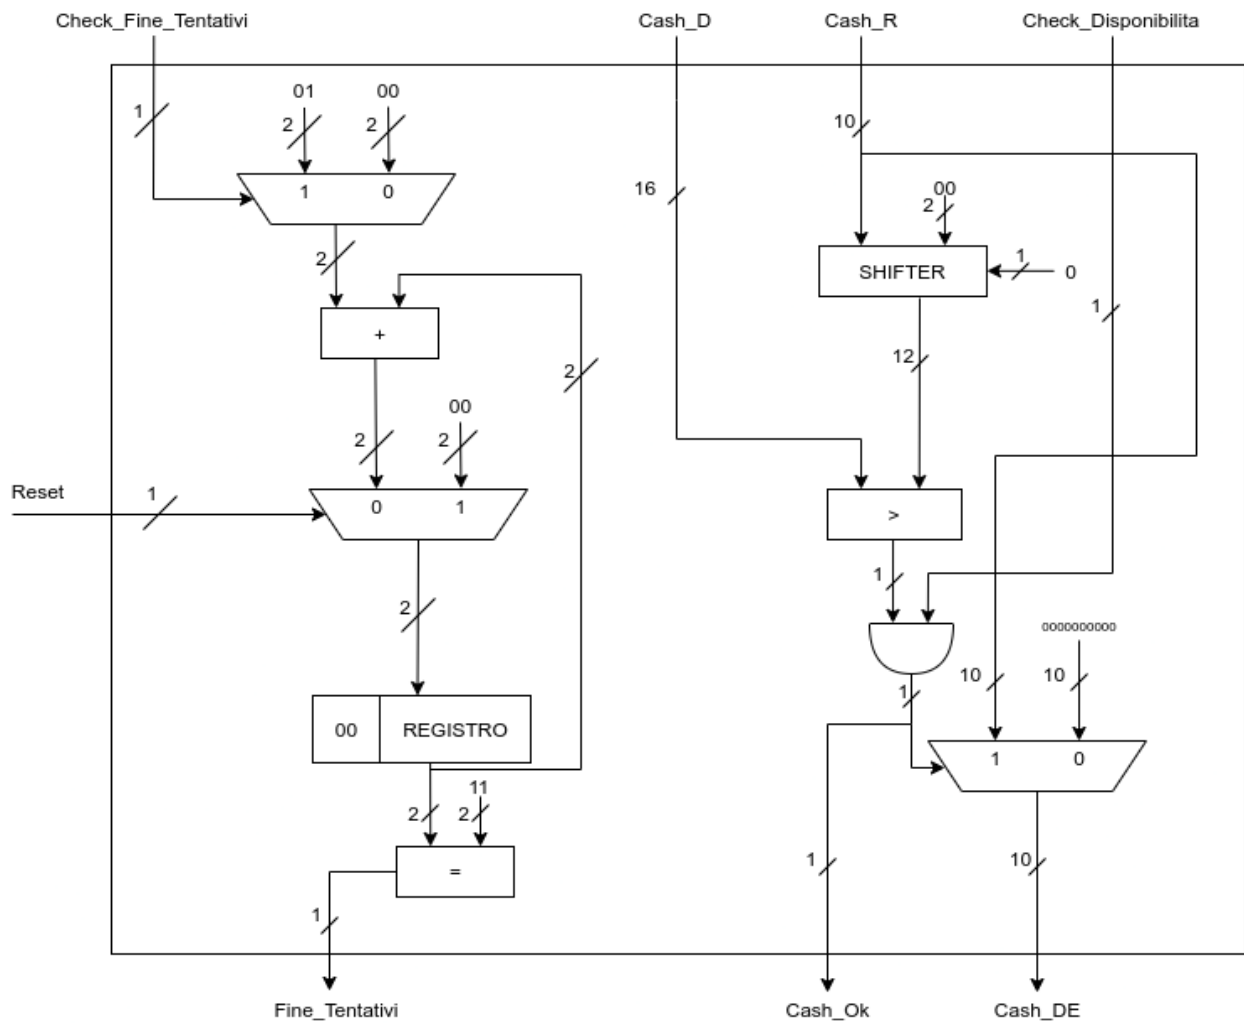 Check_Fine_Tentativi Cash_D Cash_R Check_Disponibilita
01 00
1 2 2 10
1 0 16 00
2
SHIFTER 1 0
2 1
+ 12
2
00
2 2
Reset 1 0 1 >
1
2 0000000000
10 10
1
00 REGISTRO
1 0
11
2 2
= 1 10
1
Fine_Tentativi Cash_Ok Cash_DE